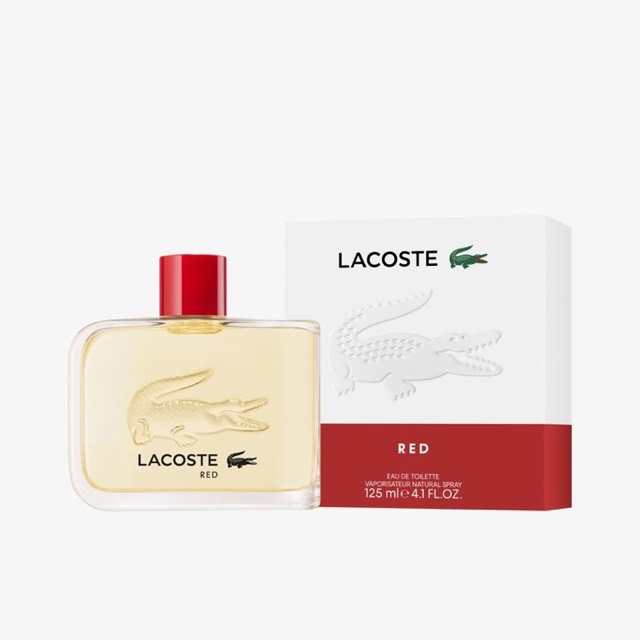 LACOSTE
RED
LACOSTE
RED
EAU DE TOILETTE
VAPORISATEUR NATURAL SPRAY
125 ml e 4.1 FL.OZ.